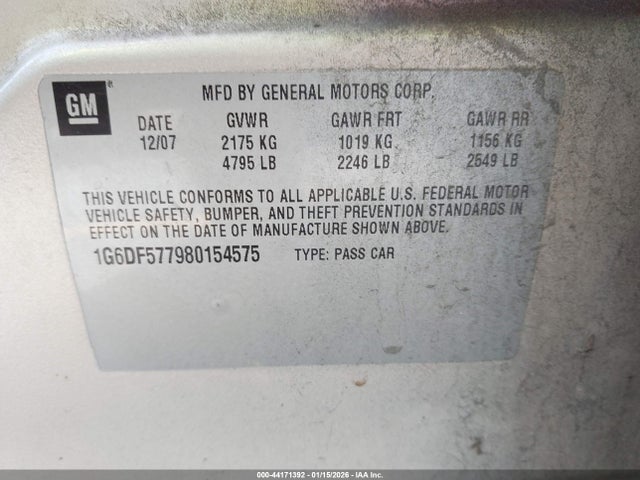 GM
MFD BY GENERAL MOTORS CORP.
DATE GVWR GAWR FRT GAWR RR
12/07 2175 KG 1019 KG 1156 KG
4795 LB 2246 LB 2549 LB
THIS VEHICLE CONFORMS TO ALL APPLICABLE U.S. FEDERAL MOTOR
VEHICLE SAFETY, BUMPER, AND THEFT PREVENTION STANDARDS IN
EFFECT ON THE DATE OF MANUFACTURE SHOWN ABOVE.
1G6DF577980154575 TYPE: PASS CAR
000-44171392 - 01/15/2026 - IAA Inc.